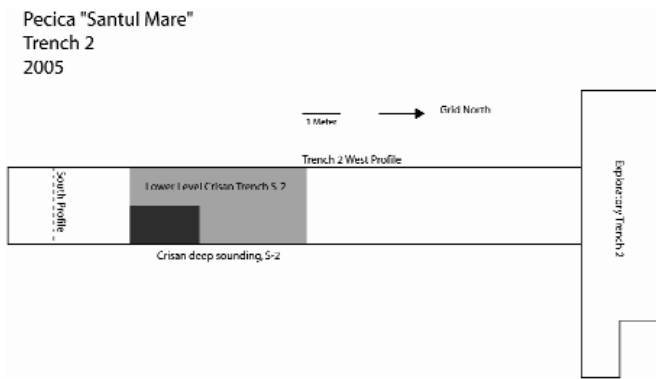 Pecica "Santul Mare"
Trench 2
2005
1 Meter
Grid North
Trench 2 West Profile
South Profile
Lower Level Crisan Trench S-2
Exploratory Trench 2
Crisan deep sounding, S-2